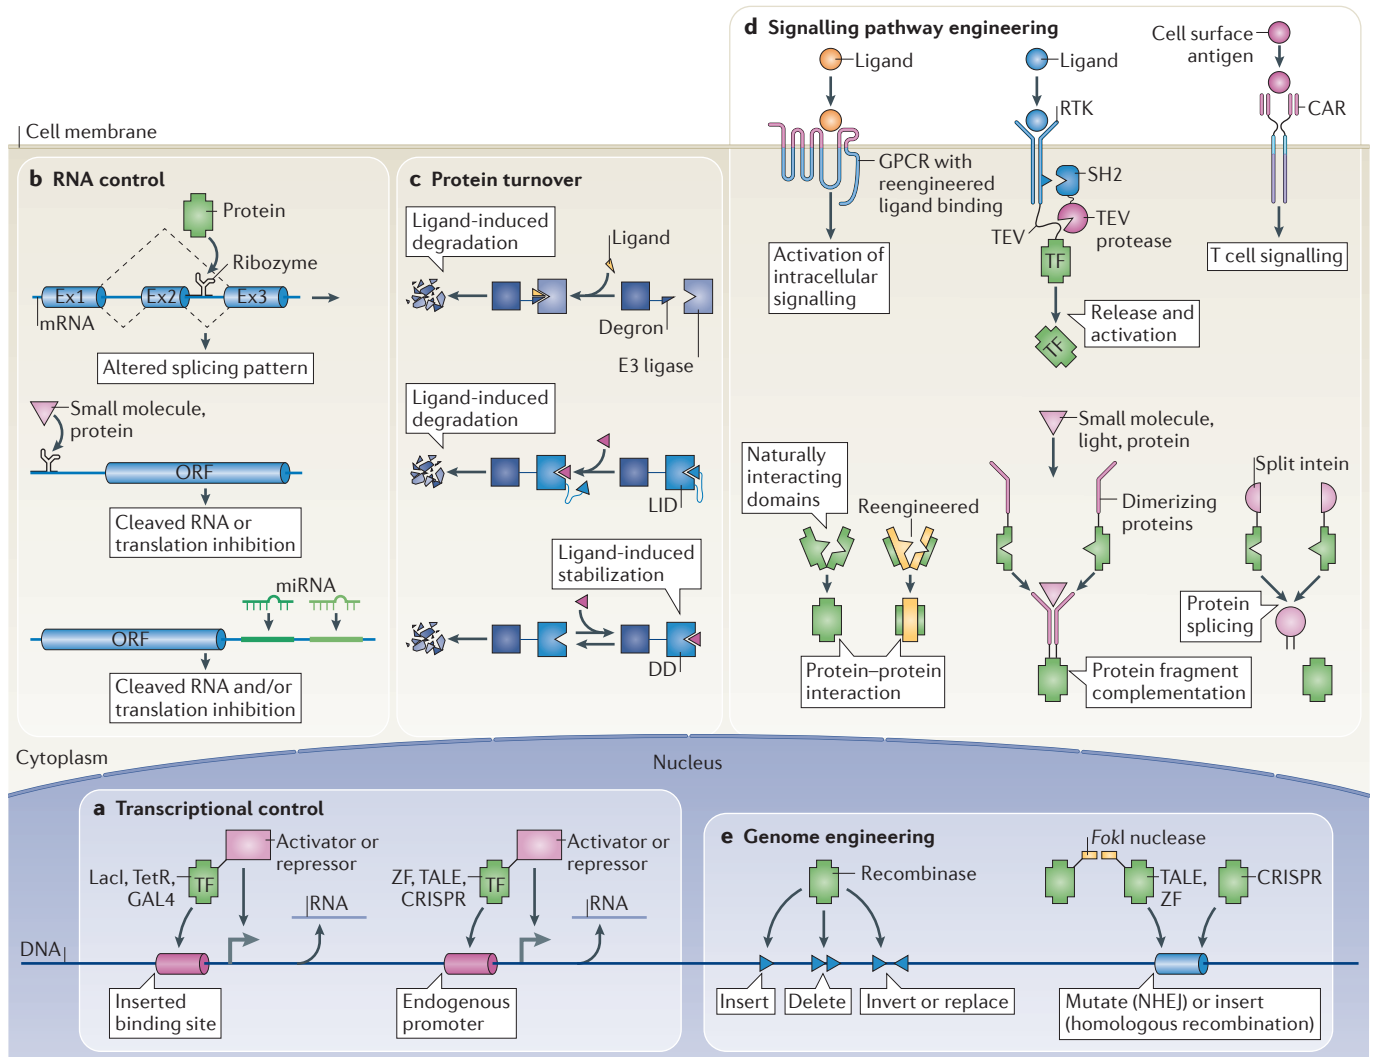 d Signalling pathway engineering
Ligand
Ligand
Cell surface
antigen
RTK
CAR
Cell membrane
GPCR with
reengineered
ligand binding
SH2
TEV
TEV
protease
TF
Activation of
intracellular
signalling
T cell signalling
Release and
activation
TF
b RNA control
Protein
Ribozyme
Ex1
Ex2
Ex3
mRNA
Altered splicing pattern
Small molecule,
protein
ORF
Cleaved RNA or
translation inhibition
miRNA
ORF
Cleaved RNA and/or
translation inhibition
c Protein turnover
Ligand-induced
degradation
Ligand
Degron
E3 ligase
Ligand-induced
degradation
LID
Ligand-induced
stabilization
DD
Small molecule,
light, protein
Naturally
interacting
domains
Reengineered
Dimerizing
proteins
Split intein
Protein
splicing
Protein–protein
interaction
Protein fragment
complementation
Cytoplasm
Nucleus
a Transcriptional control
Activator or
repressor
LacI, TetR,
GAL4
TF
RNA
Activator or
repressor
ZF, TALE,
CRISPR
TF
RNA
DNA
Inserted
binding site
Endogenous
promoter
e Genome engineering
Recombinase
FokI nuclease
TALE,
ZF
CRISPR
Insert
Delete
Invert or replace
Mutate (NHEJ) or insert
(homologous recombination)